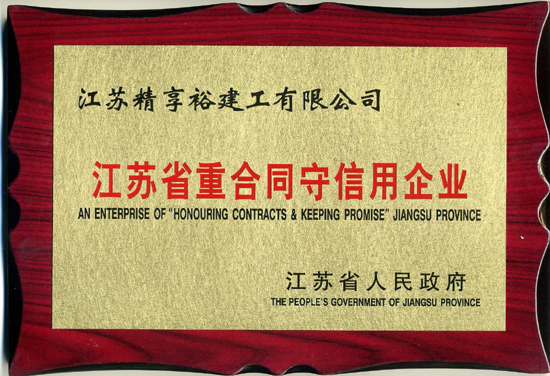 江苏精享裕建工有限公司
江苏省重合同守信用企业
AN ENTERPRISE OF "HONOURING CONTRACTS & KEEPING PROMISE" JIANGSU PROVINCE
江苏省人民政府
THE PEOPLE'S GOVERNMENT OF JIANGSU PROVINCE